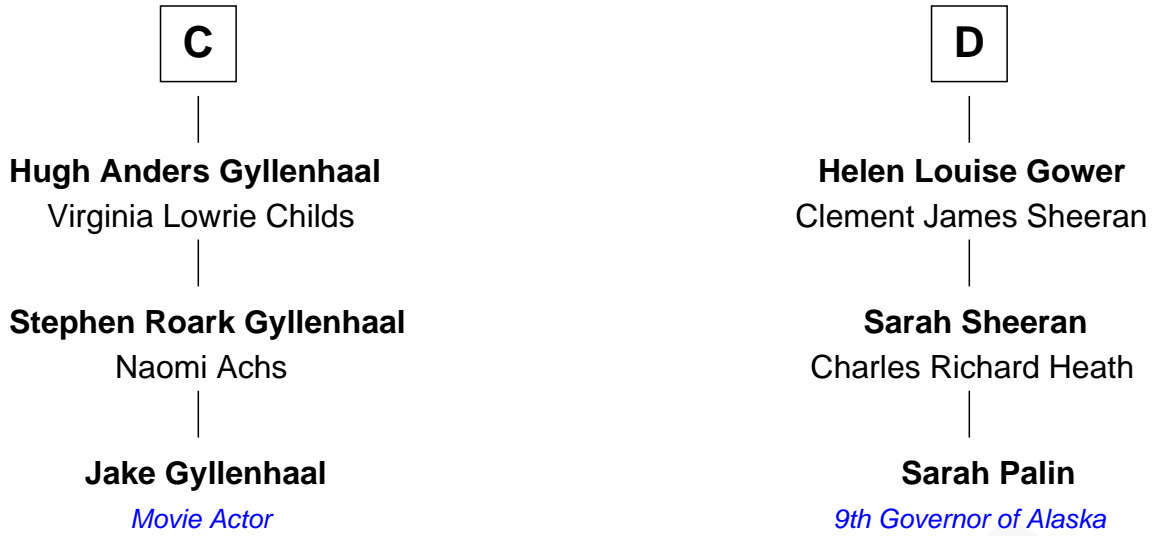 C
Hugh Anders Gyllenhaal
Virginia Lowrie Childs
Stephen Roark Gyllenhaal
Naomi Achs
Jake Gyllenhaal
Movie Actor
D
Helen Louise Gower
Clement James Sheeran
Sarah Sheeran
Charles Richard Heath
Sarah Palin
9th Governor of Alaska